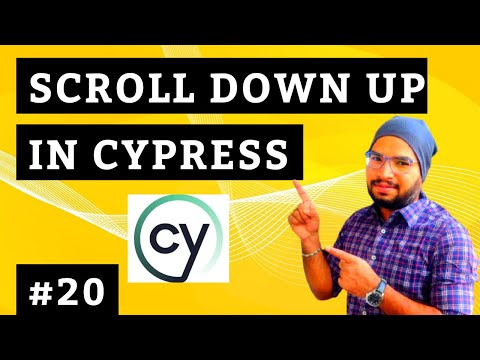 SCROLL DOWN UP
IN CYPRESS
cy
#20